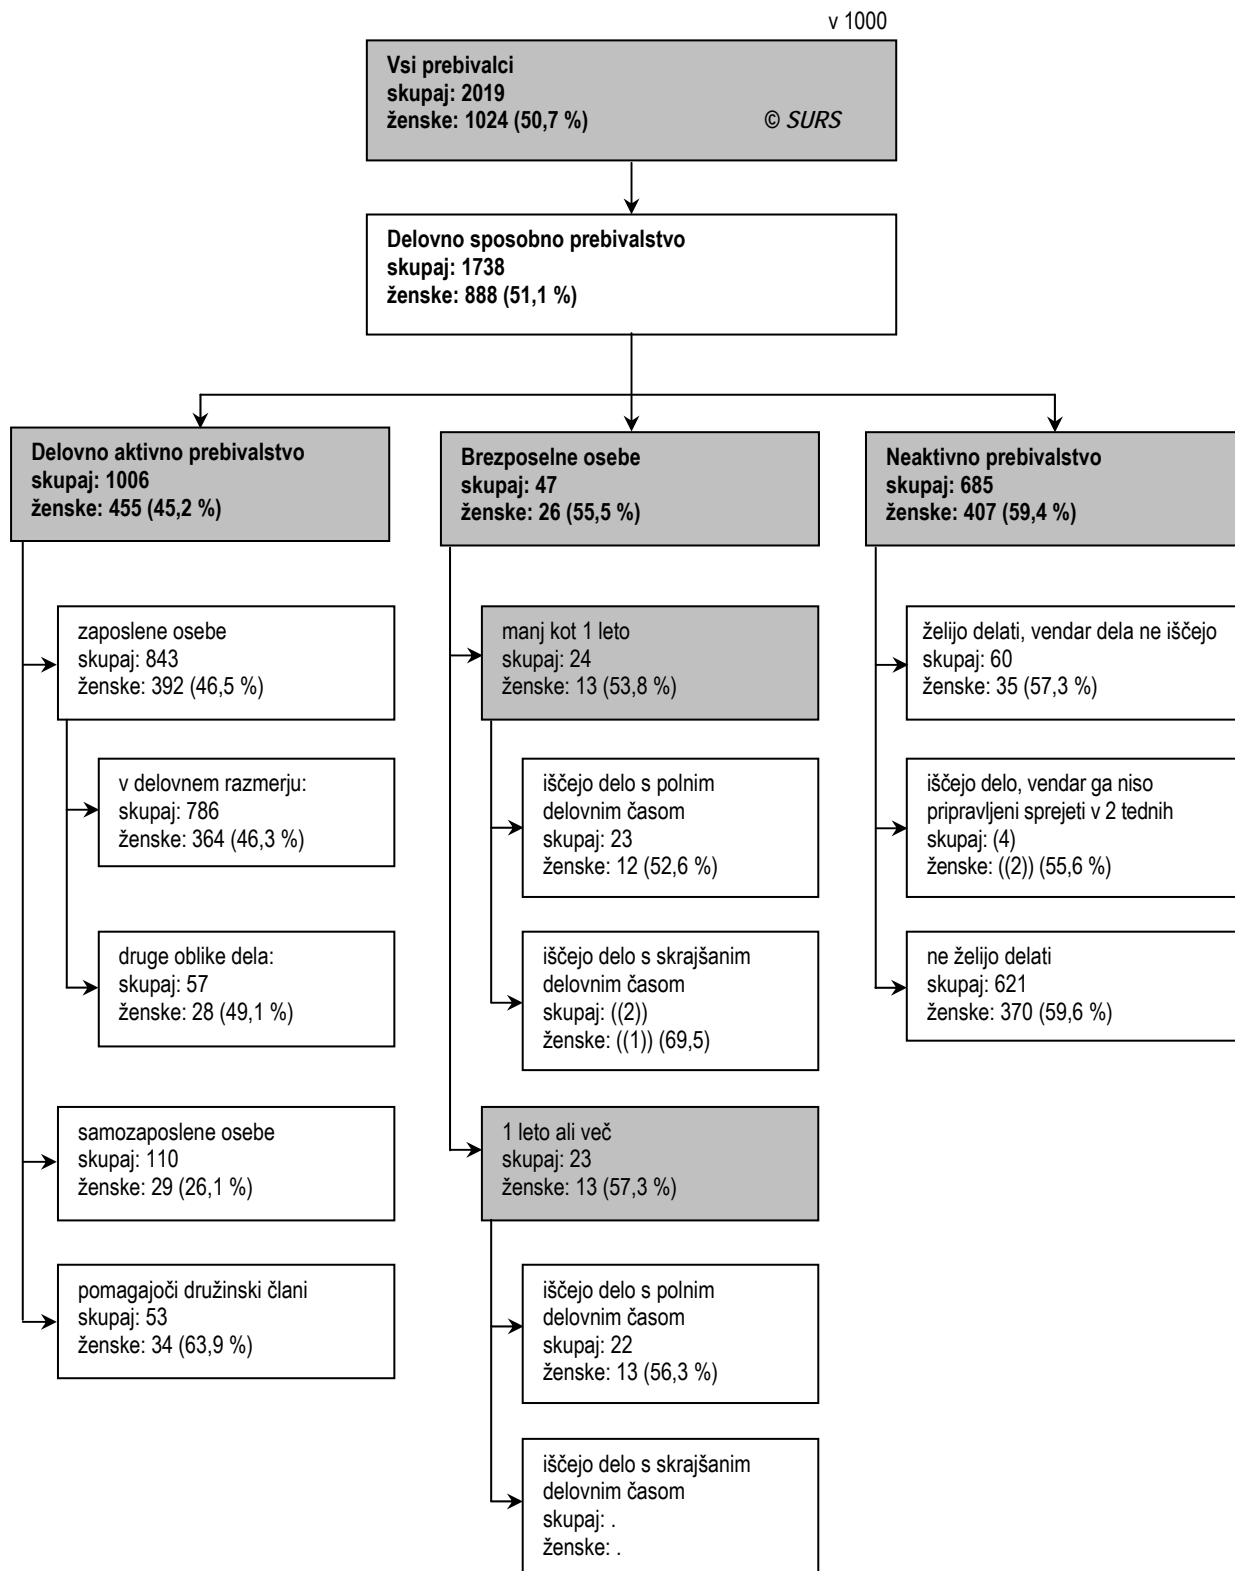 v 1000
Vsi prebivalci
skupaj: 2019
ženske: 1024 (50,7 %) © SURS
Delovno sposobno prebivalstvo
skupaj: 1738
ženske: 888 (51,1 %)
Delovno aktivno prebivalstvo
skupaj: 1006
ženske: 455 (45,2 %)
zaposlene osebe
skupaj: 843
ženske: 392 (46,5 %)
v delovnem razmerju:
skupaj: 786
ženske: 364 (46,3 %)
druge oblike dela:
skupaj: 57
ženske: 28 (49,1 %)
samozaposlene osebe
skupaj: 110
ženske: 29 (26,1 %)
pomagajoči družinski člani
skupaj: 53
ženske: 34 (63,9 %)
Brezposelne osebe
skupaj: 47
ženske: 26 (55,5 %)
manj kot 1 leto
skupaj: 24
ženske: 13 (53,8 %)
iščejo delo s polnim
delovnim časom
skupaj: 23
ženske: 12 (52,6 %)
iščejo delo s skrajšanim
delovnim časom
skupaj: ((2))
ženske: ((1)) (69,5)
1 leto ali več
skupaj: 23
ženske: 13 (57,3 %)
iščejo delo s polnim
delovnim časom
skupaj: 22
ženske: 13 (56,3 %)
iščejo delo s skrajšanim
delovnim časom
skupaj: .
ženske: .
Neaktivno prebivalstvo
skupaj: 685
ženske: 407 (59,4 %)
želijo delati, vendar dela ne iščejo
skupaj: 60
ženske: 35 (57,3 %)
iščejo delo, vendar ga niso
pripravljeni sprejeti v 2 tednih
skupaj: (4)
ženske: ((2)) (55,6 %)
ne želijo delati
skupaj: 621
ženske: 370 (59,6 %)